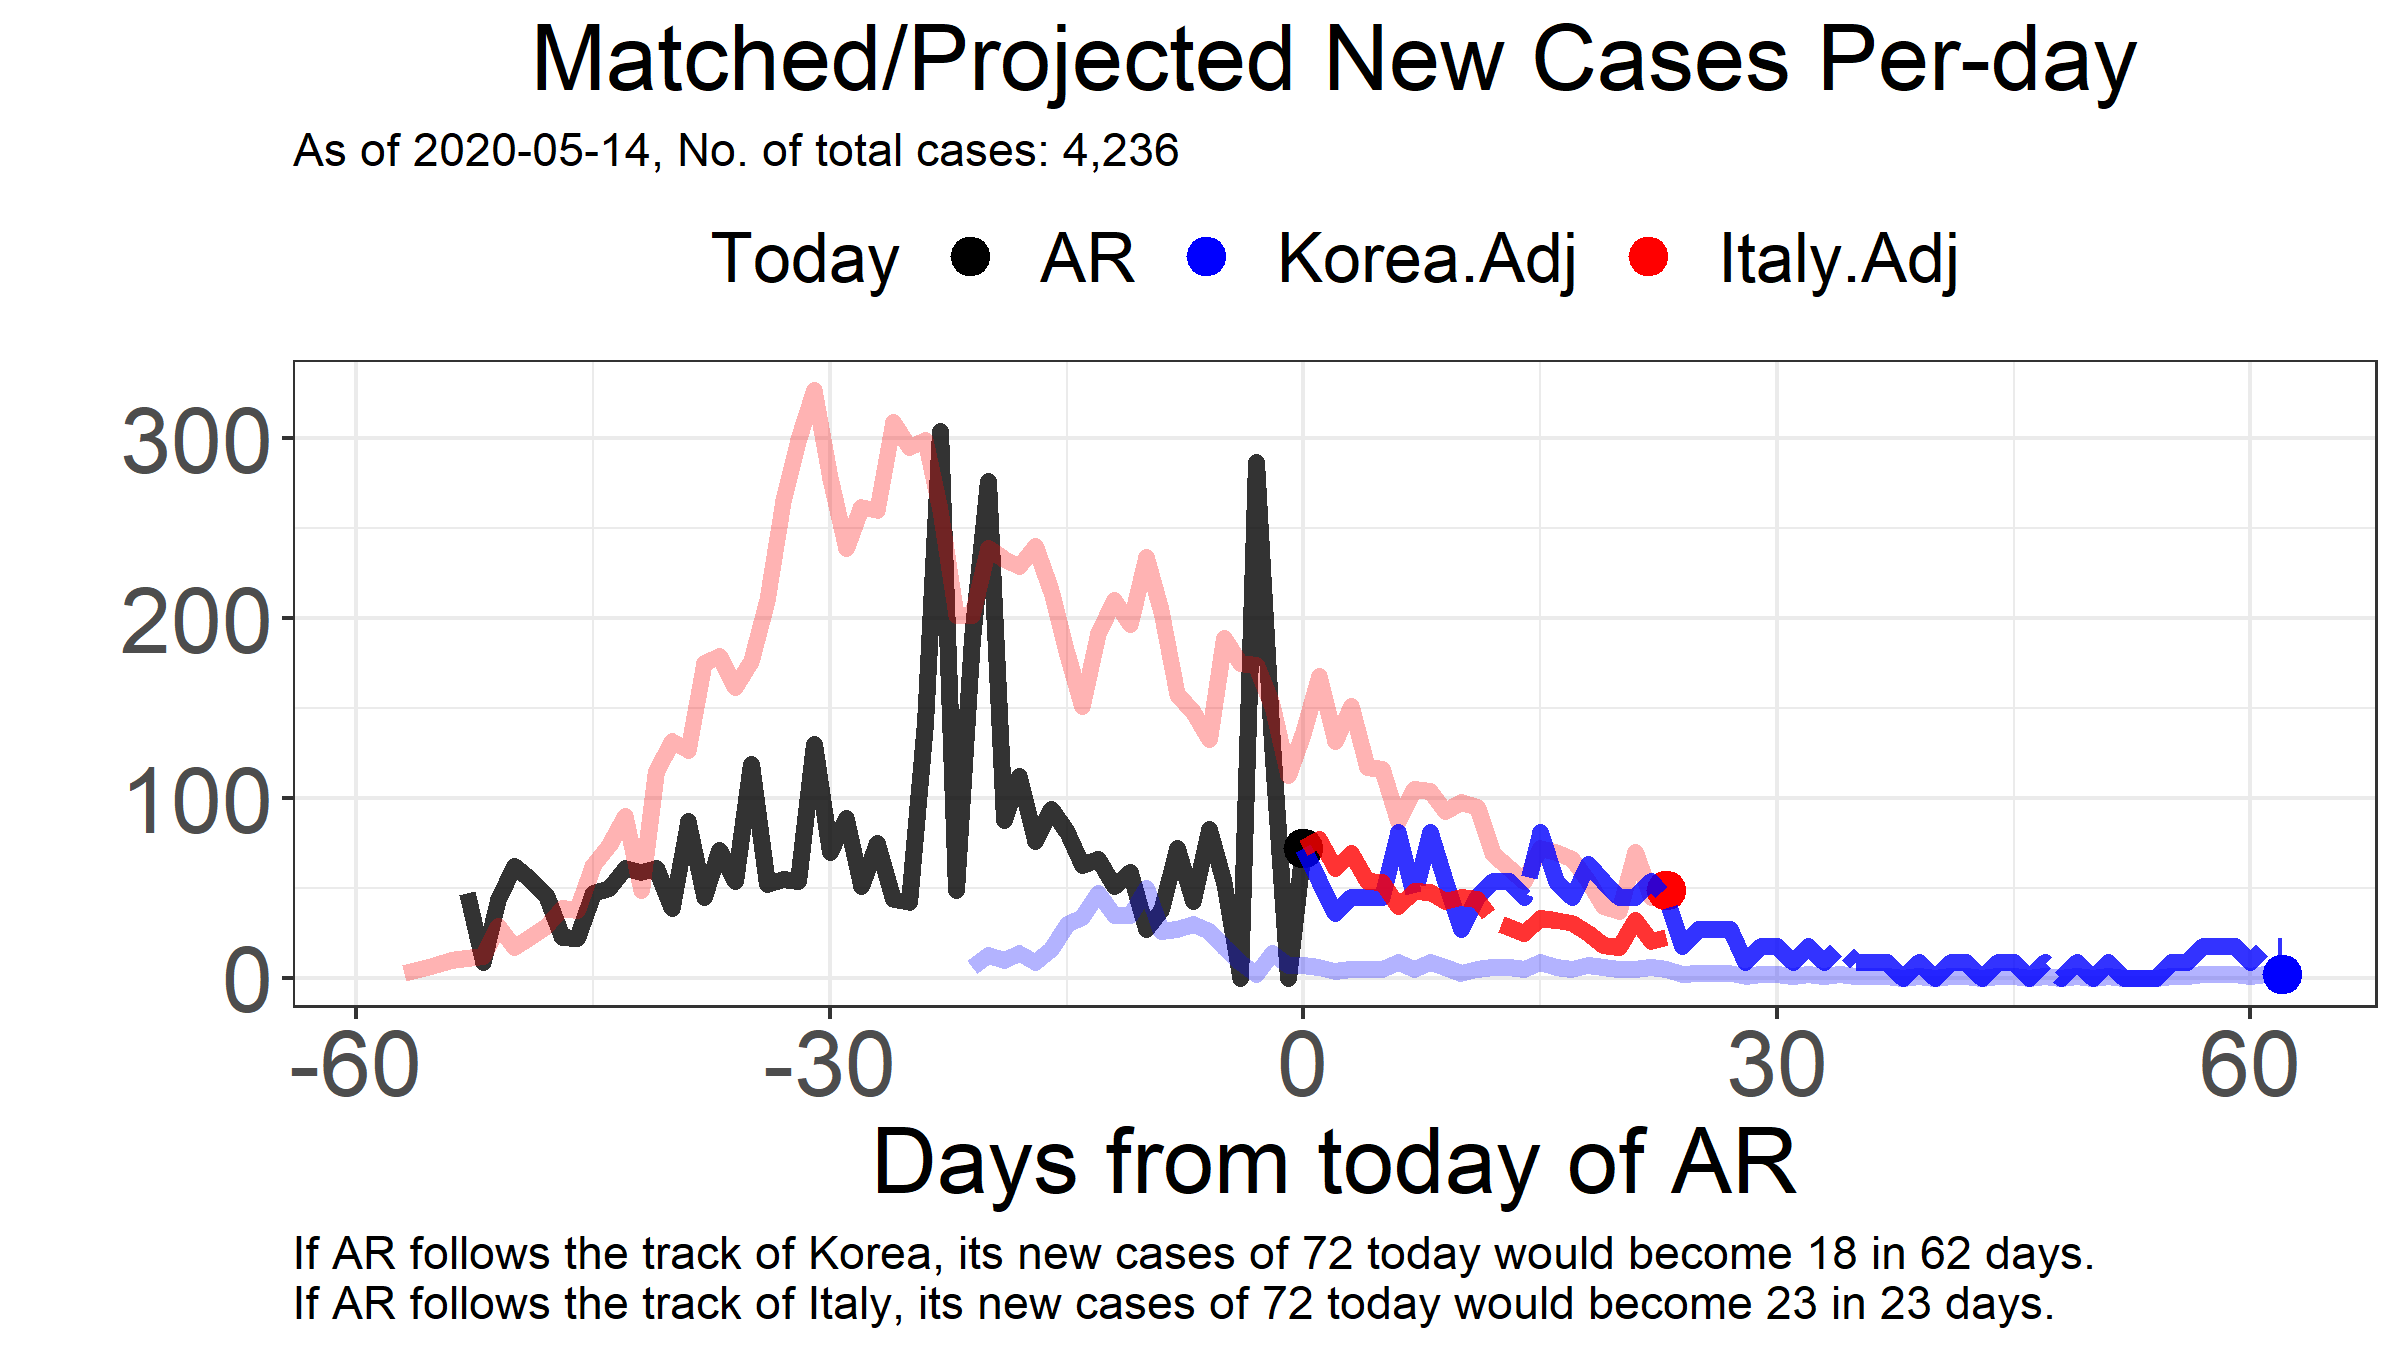 Matched/Projected New Cases Per-day
As of 2020-05-14, No. of total cases: 4,236
Today AR Korea.Adj Italy.Adj
300
200
100
0
-60 -30 0 30 60
Days from today of AR
If AR follows the track of Korea, its new cases of 72 today would become 18 in 62 days.
If AR follows the track of Italy, its new cases of 72 today would become 23 in 23 days.